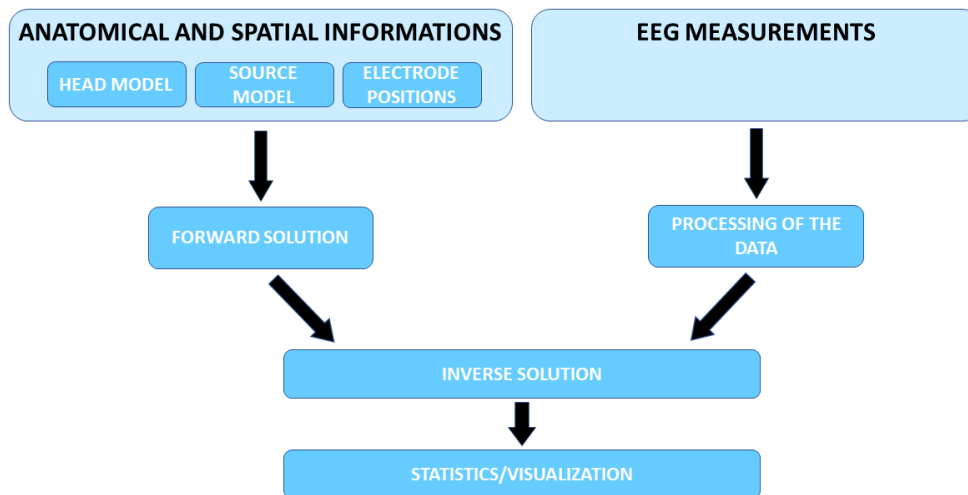 ANATOMICAL AND SPATIAL INFORMATIONS
HEAD MODEL
SOURCE
MODEL
ELECTRODE
POSITIONS
EEG MEASUREMENTS
FORWARD SOLUTION
PROCESSING OF THE
DATA
INVERSE SOLUTION
STATISTICS/VISUALIZATION